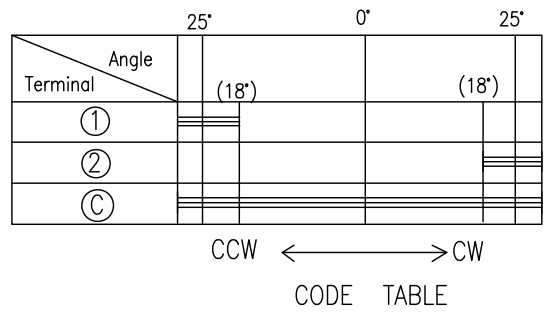 25° 0° 25°
Angle
Terminal
(18°) (18°)
1
2
C
CCW CW
CODE TABLE